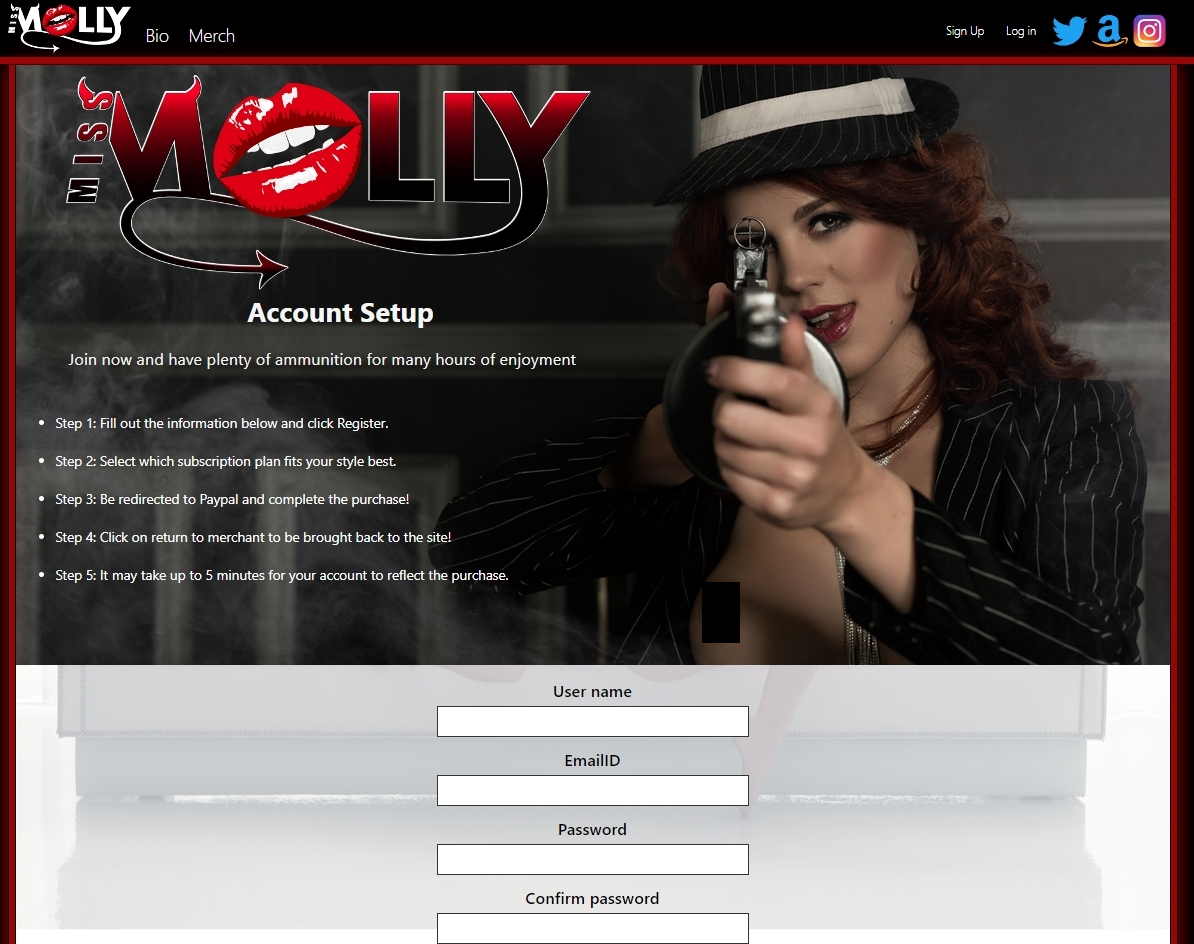 MISS MOLLY
Bio
Merch
Sign Up
Log in
MISS MOLLY
Account Setup
Join now and have plenty of ammunition for many hours of enjoyment
Step 1: Fill out the information below and click Register.
Step 2: Select which subscription plan fits your style best.
Step 3: Be redirected to Paypal and complete the purchase!
Step 4: Click on return to merchant to be brought back to the site!
Step 5: It may take up to 5 minutes for your account to reflect the purchase.
User name
EmailID
Password
Confirm password